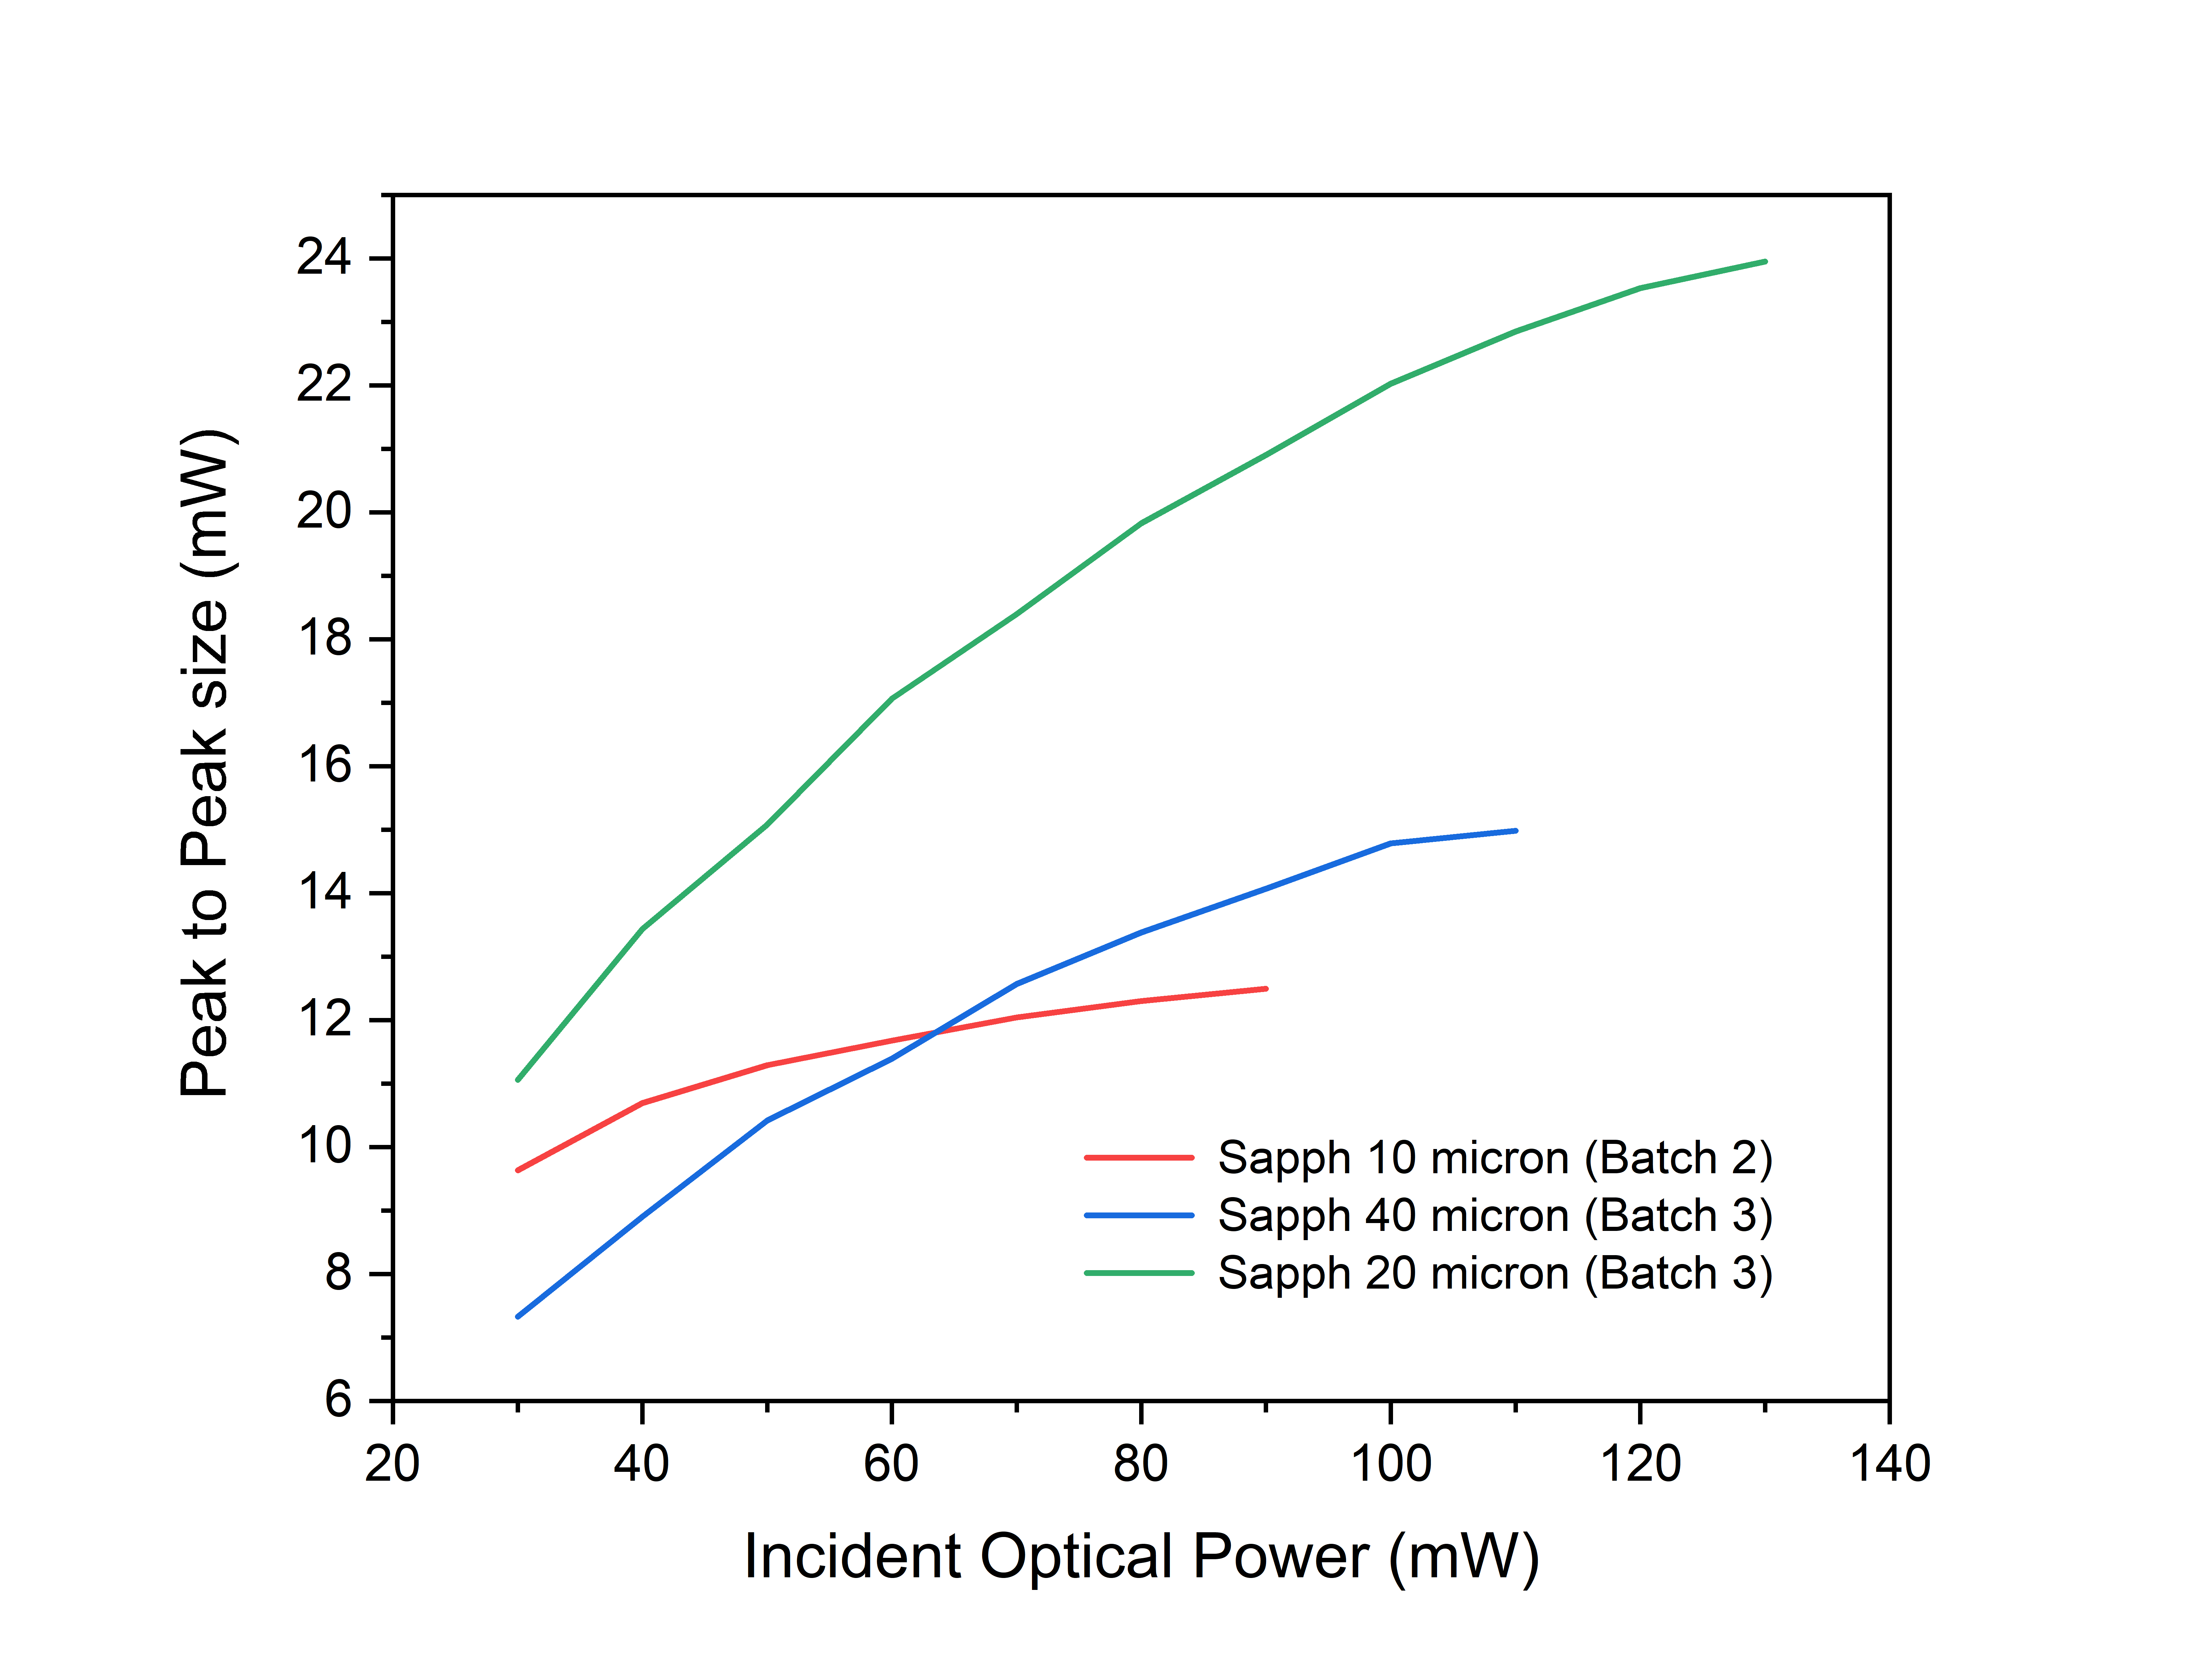 24
22
20
18
16
14
12
10
8
6
Peak to Peak size (mW)
Sapph 10 micron (Batch 2)
Sapph 40 micron (Batch 3)
Sapph 20 micron (Batch 3)
20 40 60 80 100 120 140
Incident Optical Power (mW)